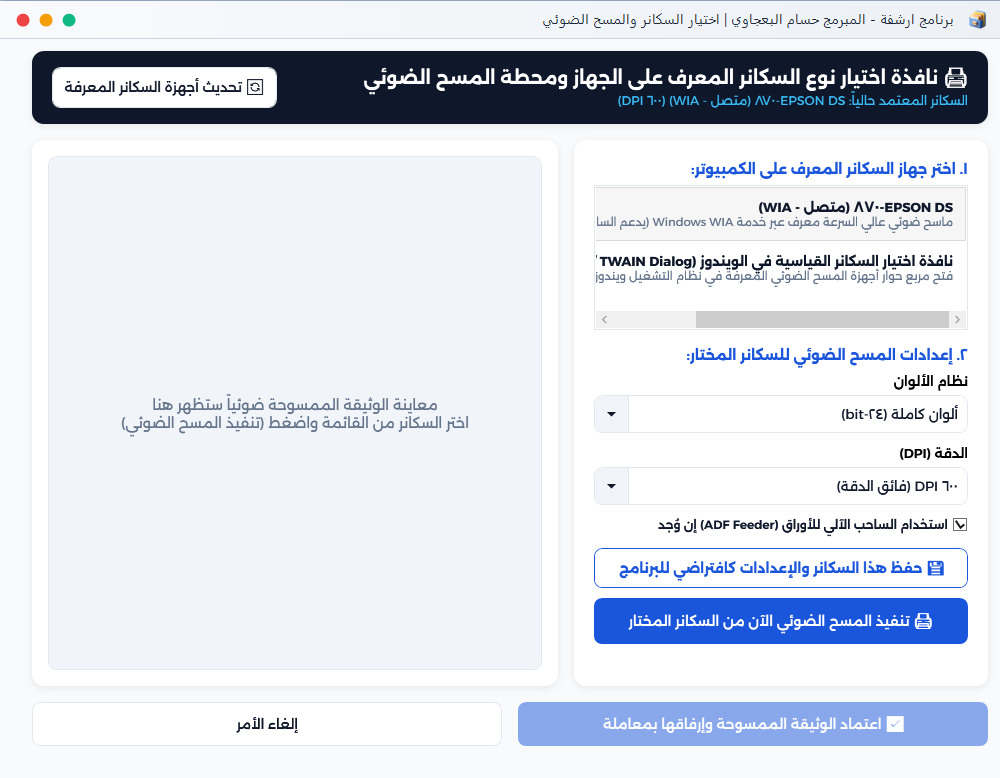 برنامج ارشفة - المبرمج حسام البعجاوي | اختيار السكانر والمسح الضوئي
نافذة اختيار نوع السكانر المعرف على الجهاز ومحطة المسح الضوئي
السكانر المعتمد حالياً: EPSON DS-٨٧٠ (متصل - WIA) (٦٠٠ DPI)
تحديث أجهزة السكانر المعرفة
١. اختر جهاز السكانر المعرف على الكمبيوتر:
EPSON DS-٨٧٠ (متصل - WIA)
ماسح ضوئي عالي السرعة معرف عبر خدمة Windows WIA (يدعم
نافذة اختيار السكانر القياسية في الويندوز (TWAIN Dialog
فتح مربع حوار أجهزة المسح الضوئي المعرفة في نظام التشغيل ويندوز
٢. إعدادات المسح الضوئي للسكانر المختار:
نظام الألوان
ألوان كاملة (٢٤-bit)
الدقة (DPI)
٦٠٠ DPI (فائق الدقة)
استخدام الساحب الآلي للأوراق (ADF Feeder) إن وُجد
حفظ هذا السكانر والإعدادات كافتراضي للبرنامج
تنفيذ المسح الضوئي الآن من السكانر المختار
معاينة الوثيقة الممسوحة ضوئياً ستظهر هنا
اختر السكانر من القائمة واضغط (تنفيذ المسح الضوئي)
اعتماد الوثيقة الممسوحة وإرفاقها بمعاملة
إلغاء الأمر